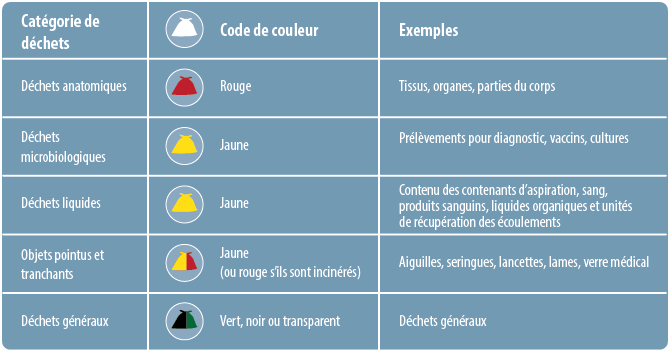 Catégorie de
déchets
Code de couleur
Exemples
Déchets anatomiques
Rouge
Tissus, organes, parties du corps
Déchets
microbiologiques
Jaune
Prélèvements pour diagnostic, vaccins, cultures
Déchets liquides
Jaune
Contenu des contenants d’aspiration, sang,
produits sanguins, liquides organiques et unités
de récupération des écoulements
Objets pointus et
tranchants
Jaune
(ou rouge s’ils sont incinérés)
Aiguilles, seringues, lancettes, lames, verre médical
Déchets généraux
Vert, noir ou transparent
Déchets généraux